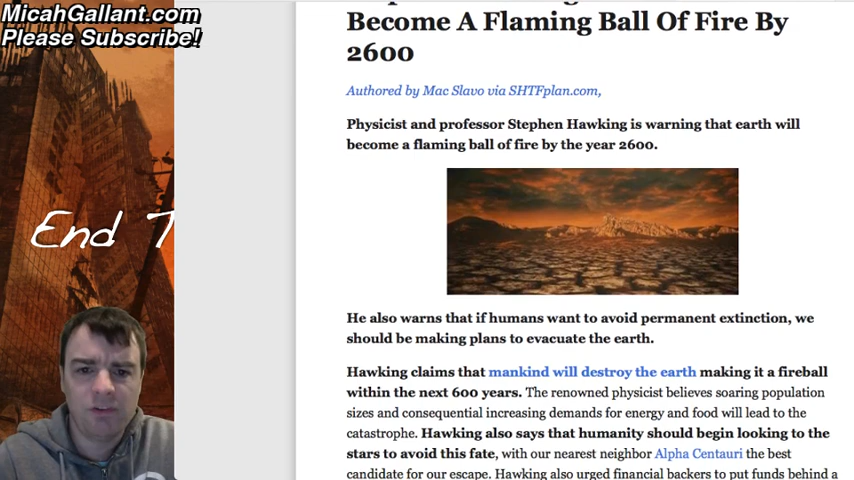 MicahGallant.com
Please Subscribe!
End T
Become A Flaming Ball Of Fire By
2600
Authored by Mac Slavo via SHTFplan.com,
Physicist and professor Stephen Hawking is warning that earth will
become a flaming ball of fire by the year 2600.
He also warns that if humans want to avoid permanent extinction, we
should be making plans to evacuate the earth.
Hawking claims that mankind will destroy the earth making it a fireball
within the next 600 years. The renowned physicist believes soaring population
sizes and consequential increasing demands for energy and food will lead to the
catastrophe. Hawking also says that humanity should begin looking to the
stars to avoid this fate, with our nearest neighbor Alpha Centauri the best
candidate for our escape. Hawking also urged financial backers to put funds behind a